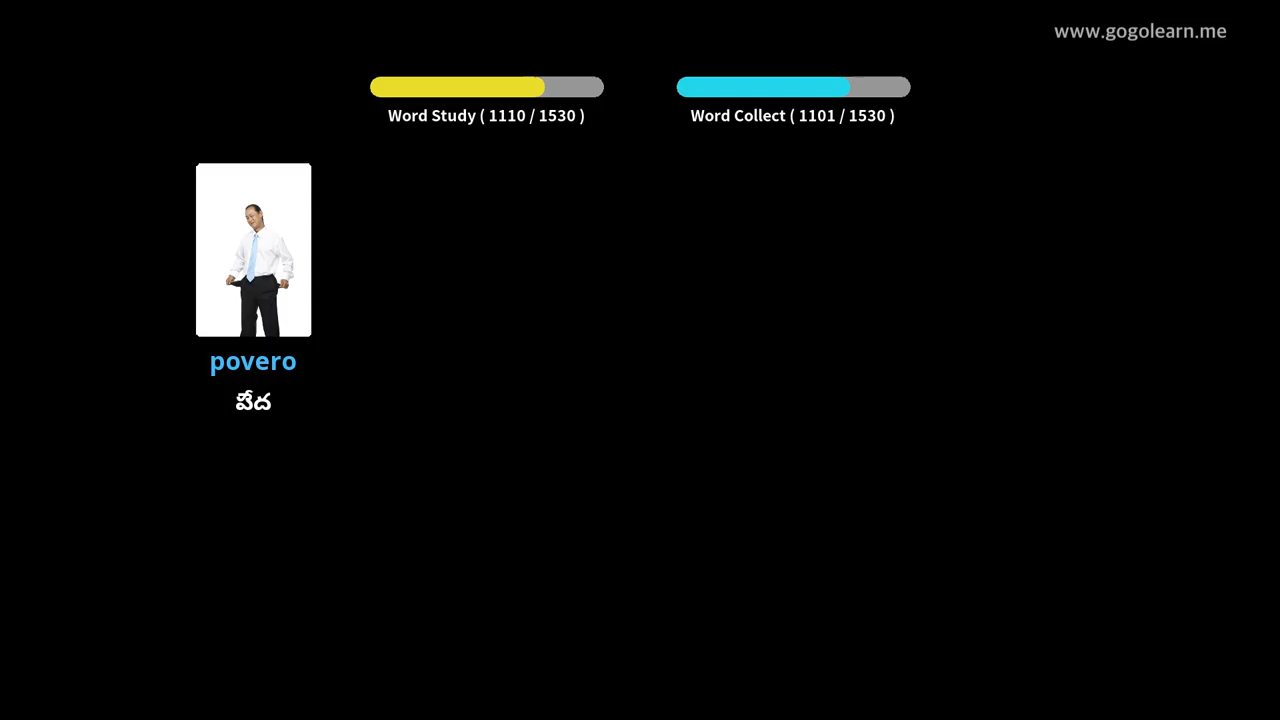 www.gogolearn.me
Word Study ( 1110 / 1530 )
Word Collect ( 1101 / 1530 )
povero
పేద